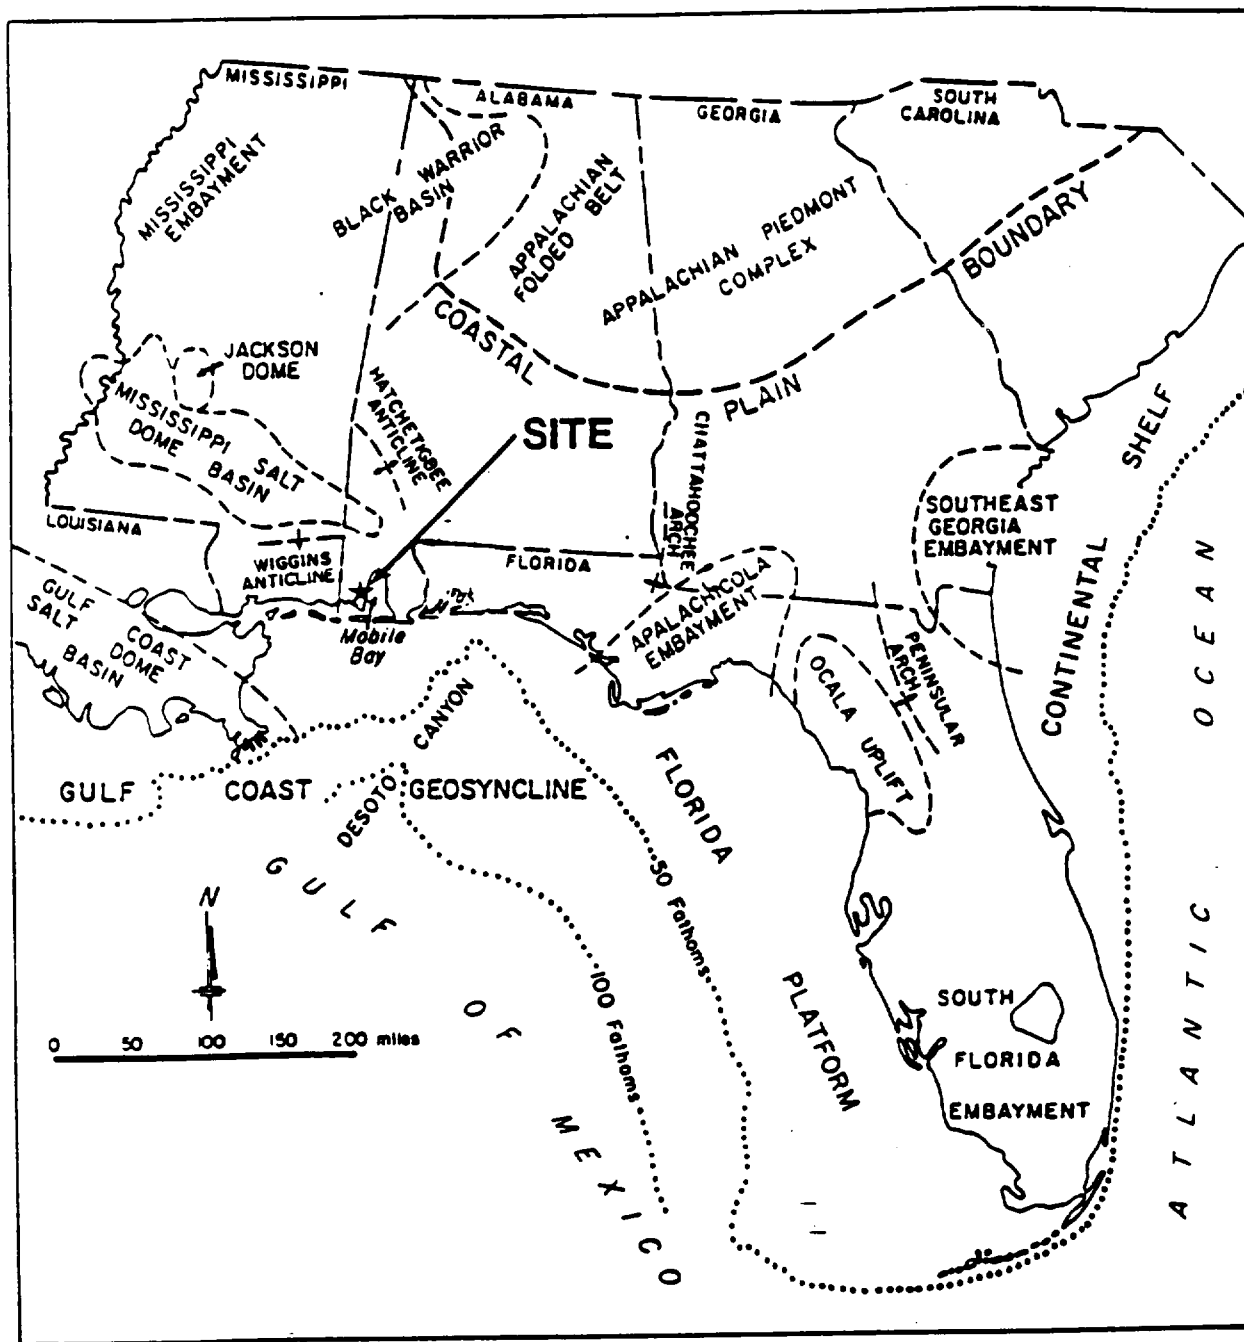 MISSISSIPPI
ALABAMA
GEORGIA
SOUTH
CAROLINA
MISSISSIPPI
EMBAYMENT
BLACK WARRIOR
BASIN
APPALACHIAN
FOLDED BELT
APPALACHIAN PIEDMONT
COMPLEX
COASTAL
PLAIN
BOUNDARY
JACKSON
DOME
MISSISSIPPI SALT
DOME BASIN
HATCHETIGBEE
ANTICLINE
SITE
CHATTAHOOCHEE
ARCH
SHELF
CONTINENTAL
SOUTHEAST
GEORGIA
EMBAYMENT
LOUISIANA
WIGGINS
ANTICLINE
FLORIDA
GULF COAST
SALT DOME
BASIN
Mobile
Bay
APALACHICOLA
EMBAYMENT
OCALA UPLIFT
PENINSULAR
ARCH
OCEAN
ATLANTIC
GULF COAST GEOSYNCLINE
DESOTO CANYON
FLORIDA
PLATFORM
GULF
OF
MEXICO
50 Fathoms
100 Fathoms
N
0 50 100 150 200 miles
SOUTH
FLORIDA
EMBAYMENT